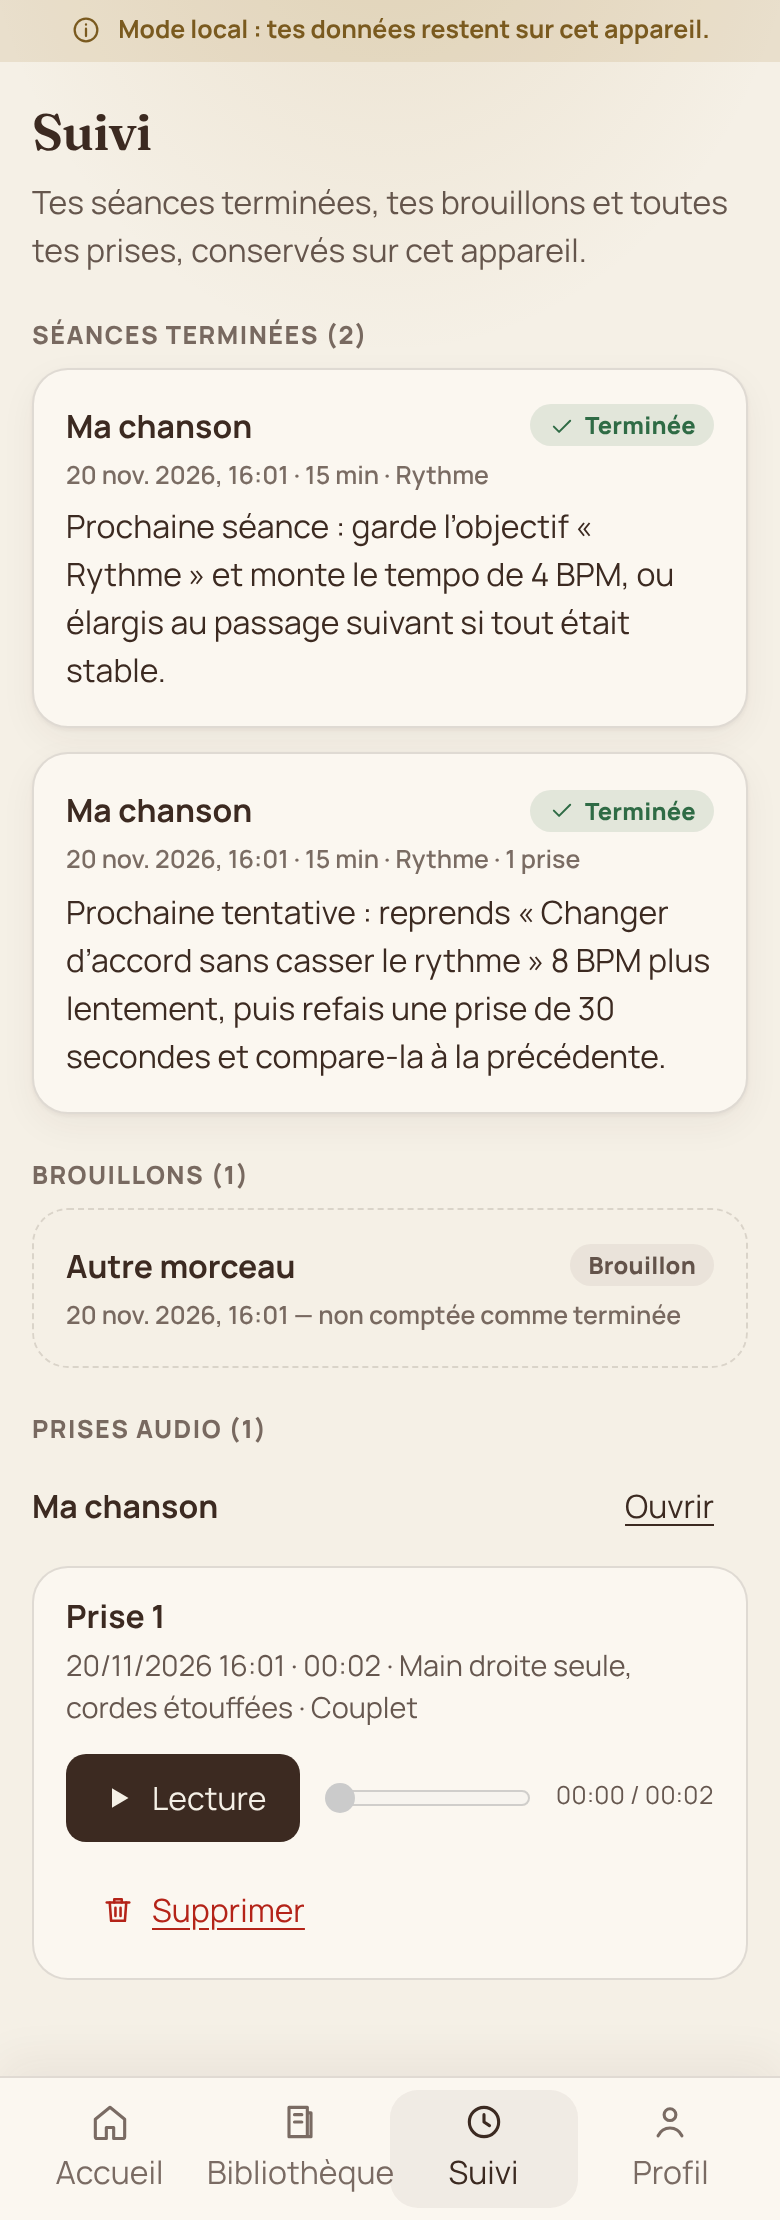 Mode local : tes données restent sur cet appareil.
Suivi
Tes séances terminées, tes brouillons et toutes
tes prises, conservés sur cet appareil.
SÉANCES TERMINÉES (2)
Ma chanson
Terminée
20 nov. 2026, 16:01 · 15 min · Rythme
Prochaine séance : garde l’objectif «
Rythme » et monte le tempo de 4 BPM, ou
élargis au passage suivant si tout était
stable.
Ma chanson
Terminée
20 nov. 2026, 16:01 · 15 min · Rythme · 1 prise
Prochaine tentative : reprends « Changer
d’accord sans casser le rythme » 8 BPM plus
lentement, puis refais une prise de 30
secondes et compare-la à la précédente.
BROUILLONS (1)
Autre morceau
Brouillon
20 nov. 2026, 16:01 — non comptée comme terminée
PRISES AUDIO (1)
Ma chanson
Ouvrir
Prise 1
20/11/2026 16:01 · 00:02 · Main droite seule,
cordes étouffées · Couplet
Lecture
00:00 / 00:02
Supprimer
Accueil
Bibliothèque
Suivi
Profil